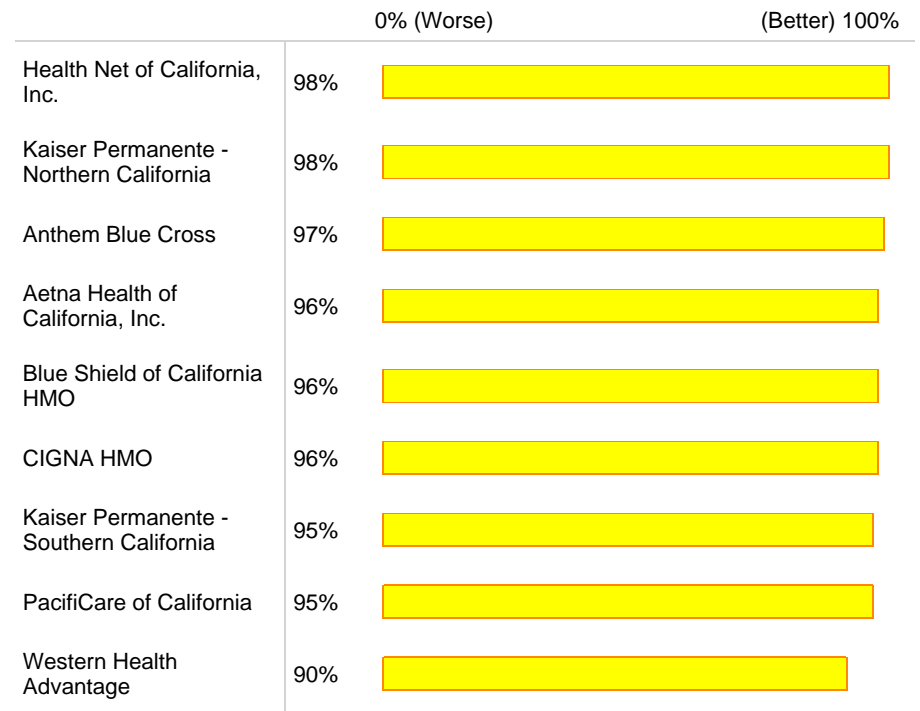 0% (Worse) (Better) 100%
Health Net of California,
Inc.
98%
Kaiser Permanente -
Northern California
98%
Anthem Blue Cross 97%
Aetna Health of
California, Inc.
96%
Blue Shield of California
HMO
96%
CIGNA HMO 96%
Kaiser Permanente -
Southern California
95%
PacifiCare of California 95%
Western Health
Advantage
90%